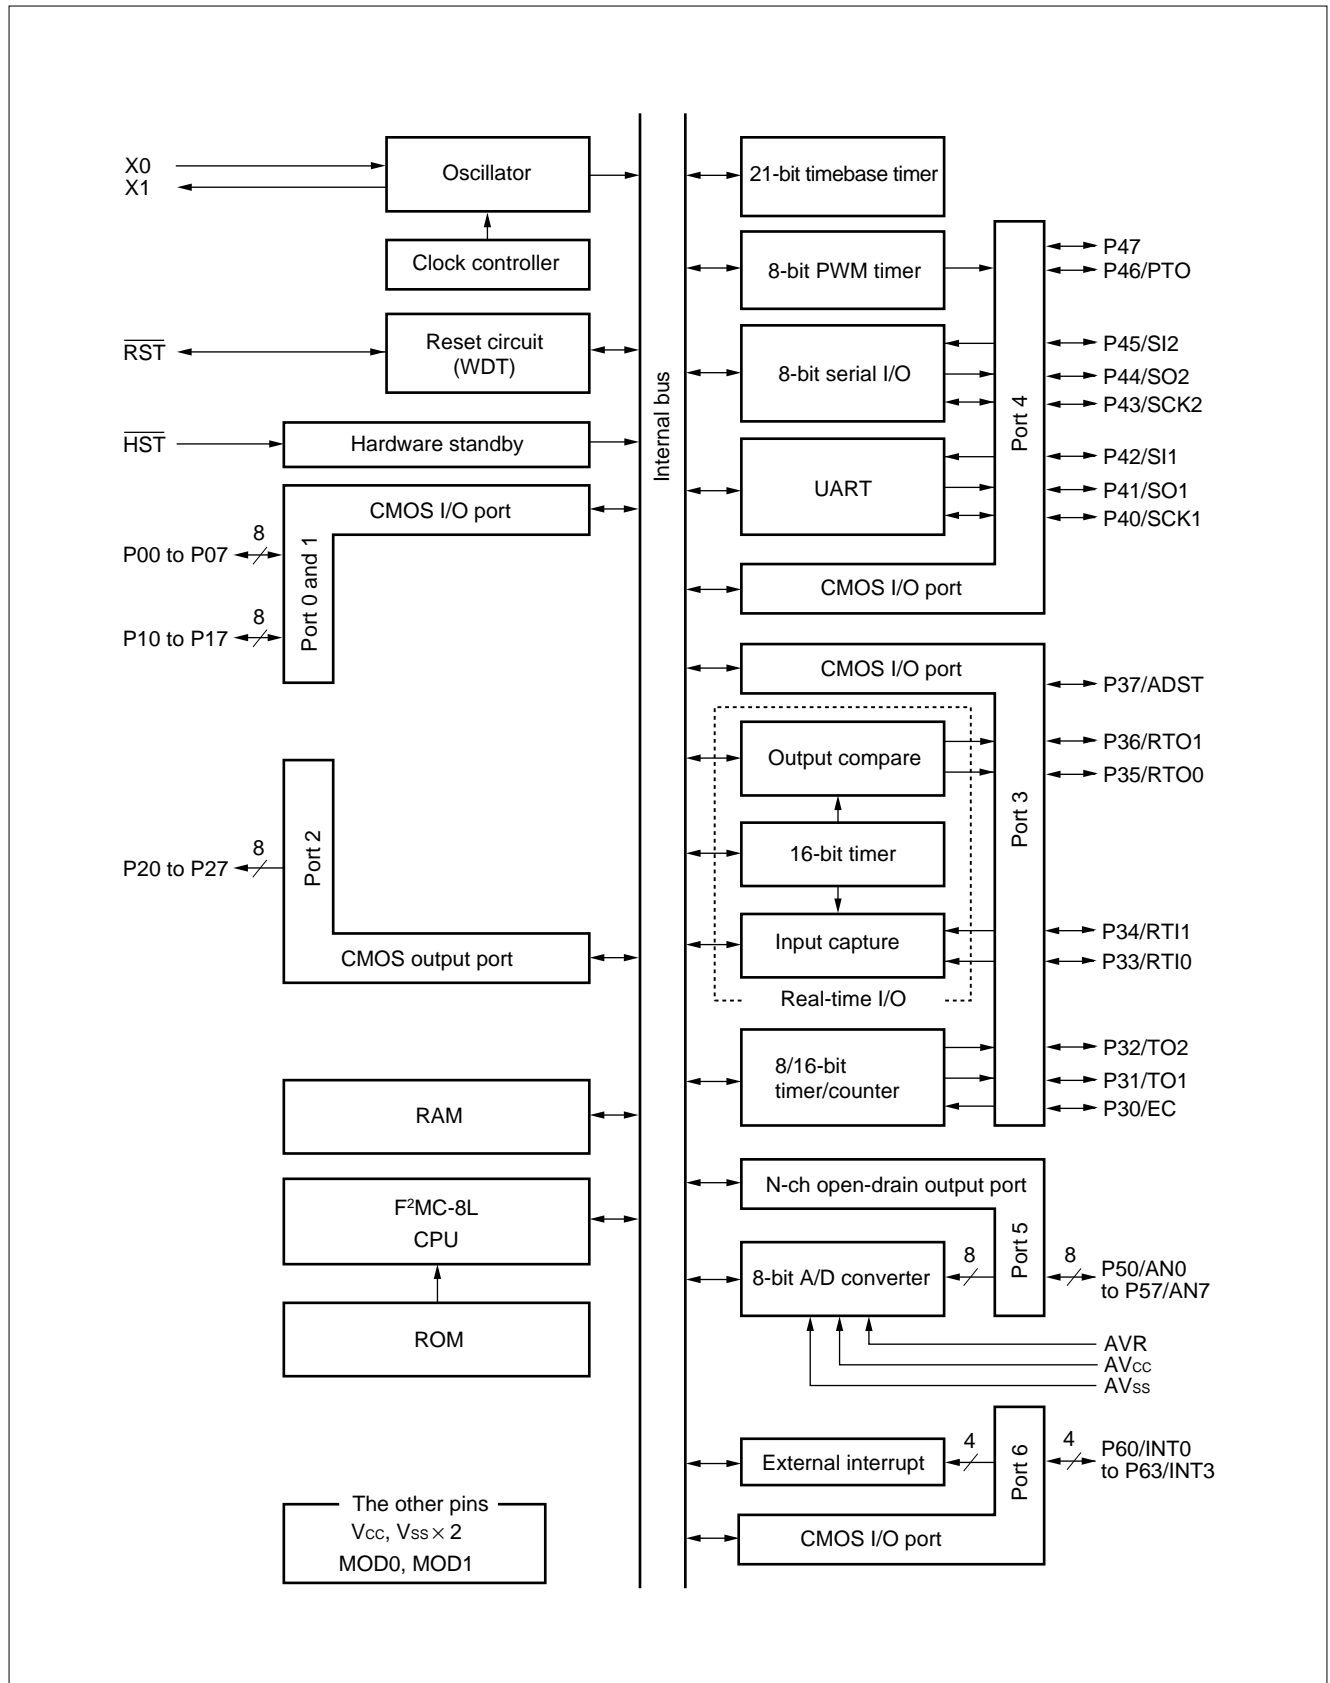 X0
X1
Oscillator
Clock controller
RST
Reset circuit
(WDT)
HST
Hardware standby
CMOS I/O port
8
P00 to P07
8
P10 to P17
Port 0 and 1
Port 2
8
P20 to P27
CMOS output port
RAM
F²MC-8L
CPU
ROM
The other pins
Vcc, Vss × 2
MOD0, MOD1
Internal bus
21-bit timebase timer
8-bit PWM timer
8-bit serial I/O
UART
CMOS I/O port
Port 4
P47
P46/PTO
P45/SI2
P44/SO2
P43/SCK2
P42/SI1
P41/SO1
P40/SCK1
CMOS I/O port
Output compare
16-bit timer
Input capture
Real-time I/O
8/16-bit
timer/counter
Port 3
P37/ADST
P36/RTO1
P35/RTO0
P34/RTI1
P33/RTI0
P32/TO2
P31/TO1
P30/EC
N-ch open-drain output port
8-bit A/D converter
8
Port 5
8
P50/AN0
to P57/AN7
AVR
AVcc
AVss
External interrupt
4
Port 6
4
P60/INT0
to P63/INT3
CMOS I/O port